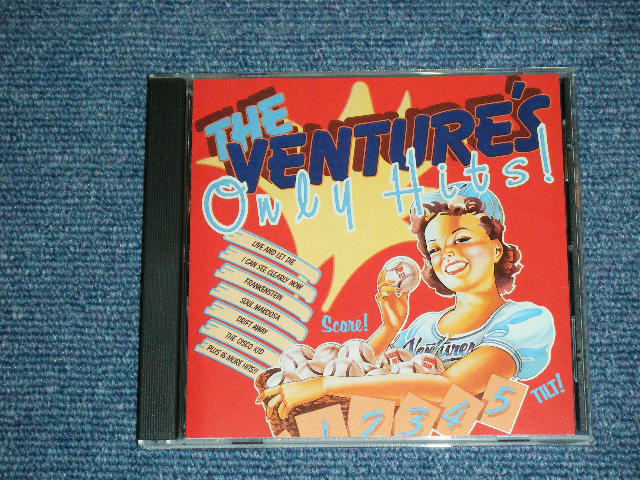 THE
VENTURE'S
Only Hits!
LIVE AND LET DIE
I CAN SEE CLEARLY NOW
FRANKENSTEIN
SOUL MAKOOSA
DRIFT AWAY
THE CISCO KID
PLUS 16 MORE HITS!!
Score!
Ventures
TILT!
1 2 3 4 5